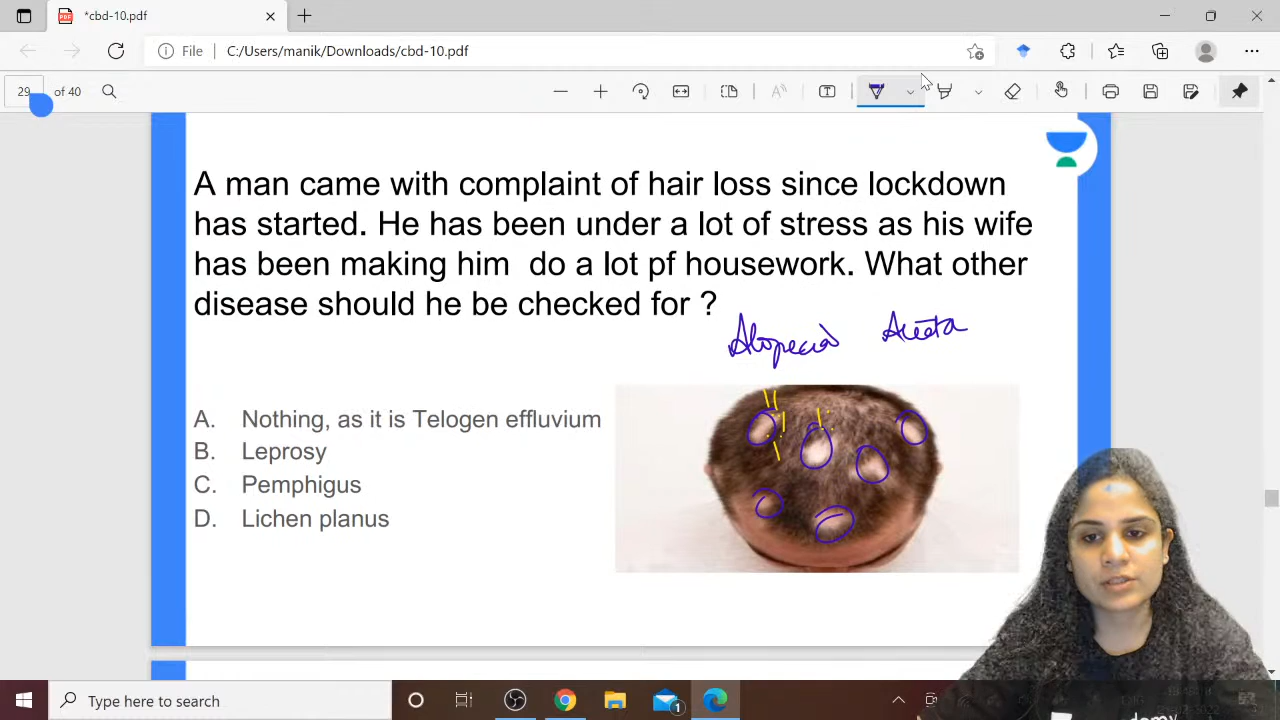 *cbd-10.pdf
File
C:/Users/manik/Downloads/cbd-10.pdf
29 of 40
A man came with complaint of hair loss since lockdown
has started. He has been under a lot of stress as his wife
has been making him do a lot pf housework. What other
disease should he be checked for ?
Alopecia Areata
A. Nothing, as it is Telogen effluvium
B. Leprosy
C. Pemphigus
D. Lichen planus
Type here to search
1